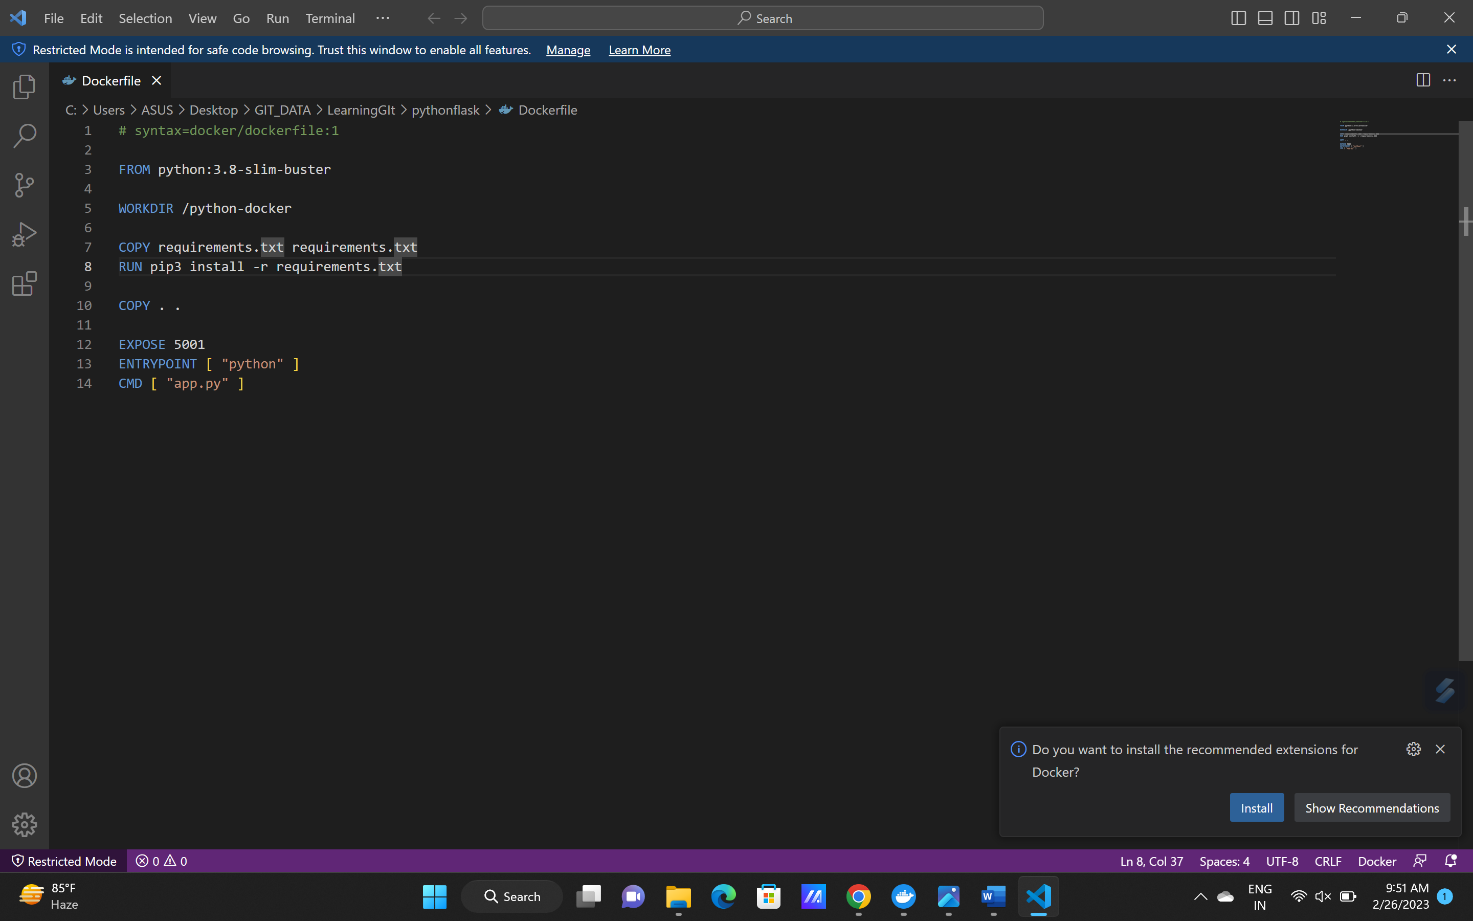 File Edit Selection View Go Run Terminal ··· Search
Restricted Mode is intended for safe code browsing. Trust this window to enable all features. Manage Learn More
Dockerfile
C: > Users > ASUS > Desktop > GIT_DATA > LearningGIt > pythonflask > Dockerfile
1 # syntax=docker/dockerfile:1
2
3 FROM python:3.8-slim-buster
4
5 WORKDIR /python-docker
6
7 COPY requirements.txt requirements.txt
8 RUN pip3 install -r requirements.txt
9
10 COPY . .
11
12 EXPOSE 5001
13 ENTRYPOINT [ "python" ]
14 CMD [ "app.py" ]
Do you want to install the recommended extensions for
Docker?
Install Show Recommendations
Restricted Mode 0 0 Ln 8, Col 37 Spaces: 4 UTF-8 CRLF Docker
85°F
Haze
Search
ENG
IN
9:51 AM
2/26/2023
1